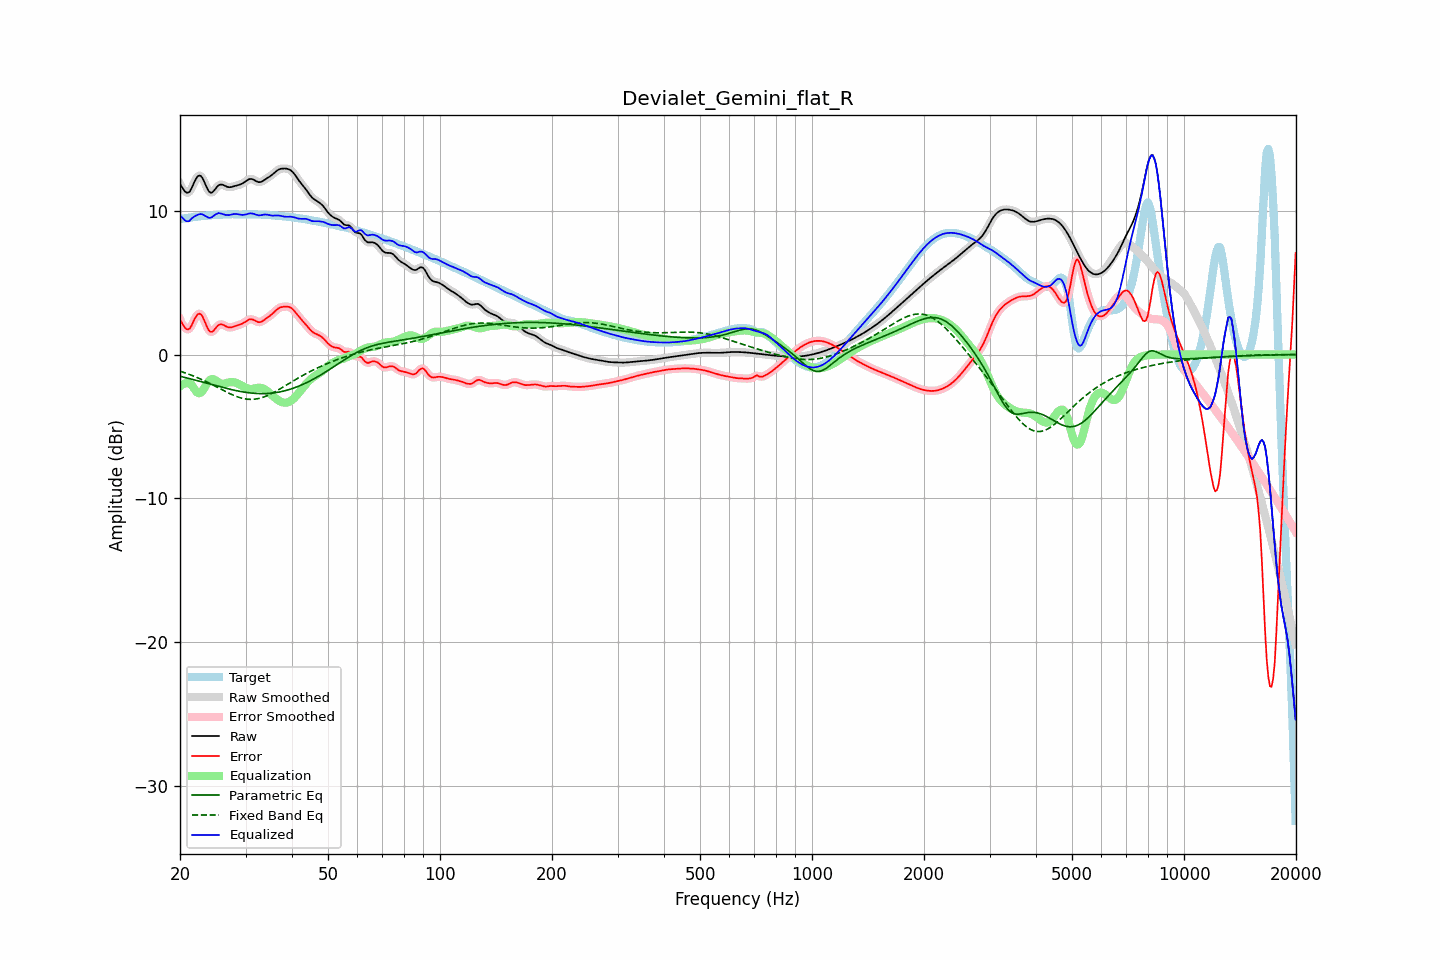 Devialet_Gemini_flat_R
Amplitude (dBr)
10
0
−10
−20
−30
Target
Raw Smoothed
Error Smoothed
Raw
Error
Equalization
Parametric Eq
Fixed Band Eq
Equalized
20 50 100 200 500 1000 2000 5000 10000 20000
Frequency (Hz)